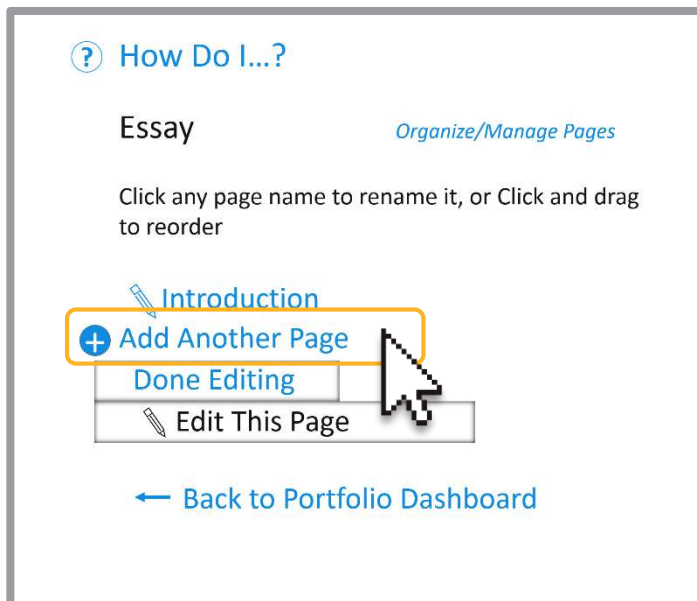 ? How Do I...?
Essay Organize/Manage Pages
Click any page name to rename it, or Click and drag
to reorder
Introduction
Add Another Page
Done Editing
Edit This Page
Back to Portfolio Dashboard